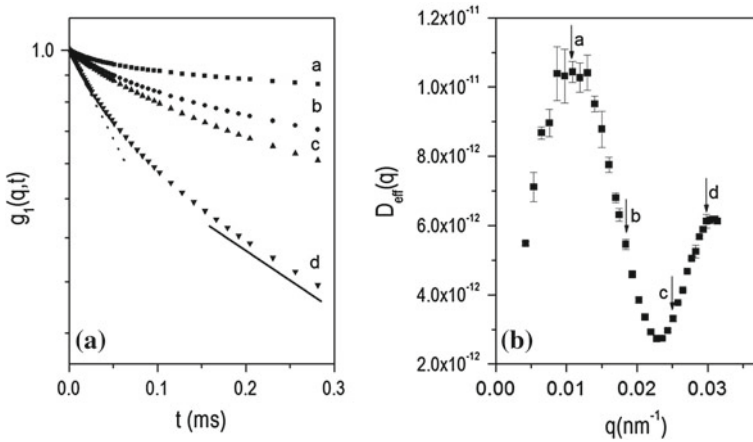 1.0
a
b
c
d
(a)
g₁(q,t)
0.0
0.1
0.2
0.3
t (ms)
1.2x10⁻¹¹
1.0x10⁻¹¹
8.0x10⁻¹²
6.0x10⁻¹²
4.0x10⁻¹²
2.0x10⁻¹²
D_eff(q)
a
b
c
d
(b)
0.00
0.01
0.02
0.03
q(nm⁻¹)